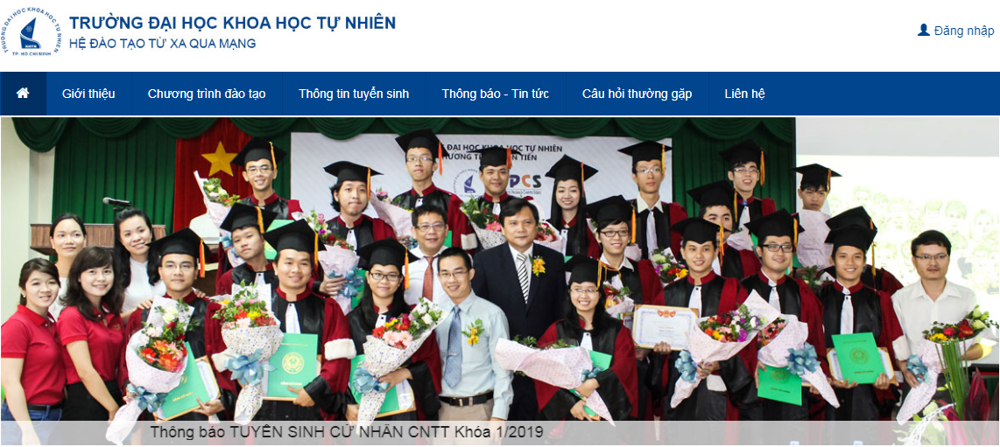 TRƯỜNG ĐẠI HỌC KHOA HỌC TỰ NHIÊN
KHTN
TP. HỒ CHÍ MINH
TRƯỜNG ĐẠI HỌC KHOA HỌC TỰ NHIÊN
HỆ ĐÀO TẠO TỪ XA QUA MẠNG
Đăng nhập
Giới thiệu
Chương trình đào tạo
Thông tin tuyển sinh
Thông báo - Tin tức
Câu hỏi thường gặp
Liên hệ
ĐẠI HỌC KHOA HỌC TỰ NHIÊN
TIẾN
PCS
Thông báo TUYỂN SINH CỬ NHÂN CNTT Khóa 1/2019